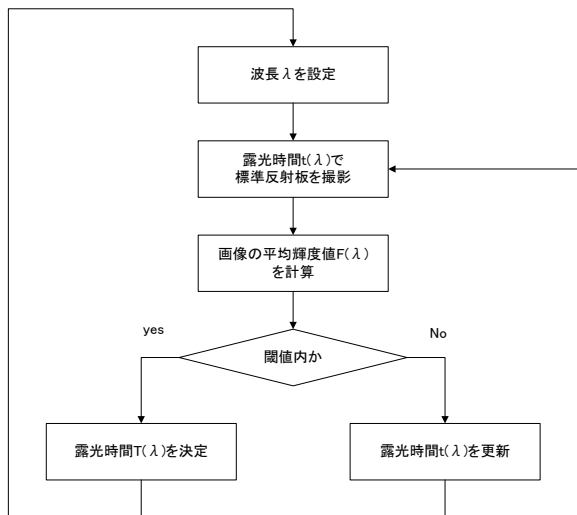 波長λを設定
露光時間t(λ)で
標準反射板を撮影
画像の平均輝度値F(λ)
を計算
yes
No
閾値内か
露光時間T(λ)を決定
露光時間t(λ)を更新